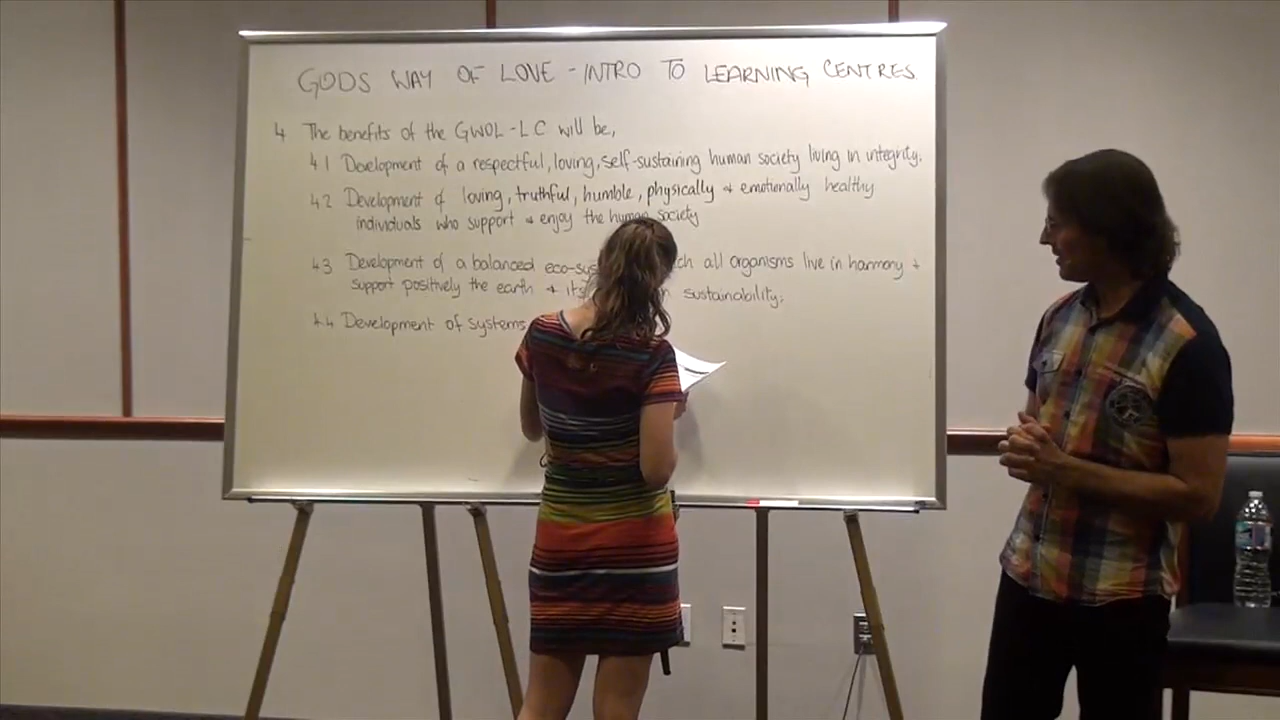 GODS WAY OF LOVE - INTRO TO LEARNING CENTRES
4 The benefits of the GWOL - L.C will be,
4.1 Development of a respectful, loving, self-sustaining human society living in integrity.
4.2 Development of loving, truthful, humble, physically + emotionally healthy
individuals who support + enjoy the human society
4.3 Development of a balanced eco-sys all organisms live in harmony +
support positively the earth + its sustainability;
4.4 Development of systems